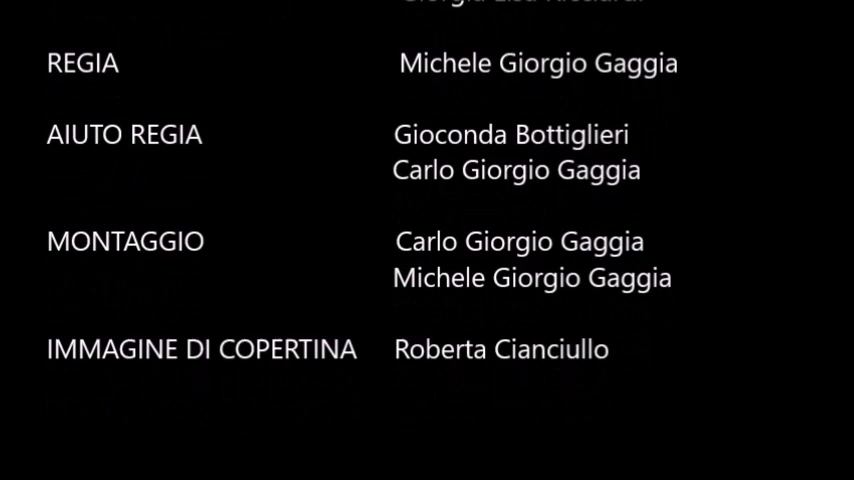 REGIA Michele Giorgio Gaggia
AIUTO REGIA Gioconda Bottiglieri
Carlo Giorgio Gaggia
MONTAGGIO Carlo Giorgio Gaggia
Michele Giorgio Gaggia
IMMAGINE DI COPERTINA Roberta Cianciullo